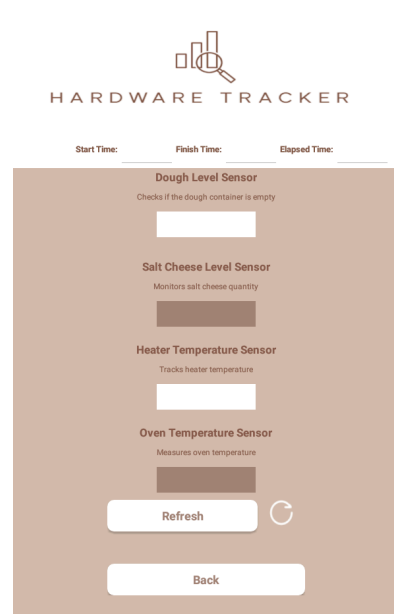 HARDWARE TRACKER
Start Time: Finish Time: Elapsed Time:
Dough Level Sensor
Checks if the dough container is empty
Salt Cheese Level Sensor
Monitors salt cheese quantity
Heater Temperature Sensor
Tracks heater temperature
Oven Temperature Sensor
Measures oven temperature
Refresh
Back